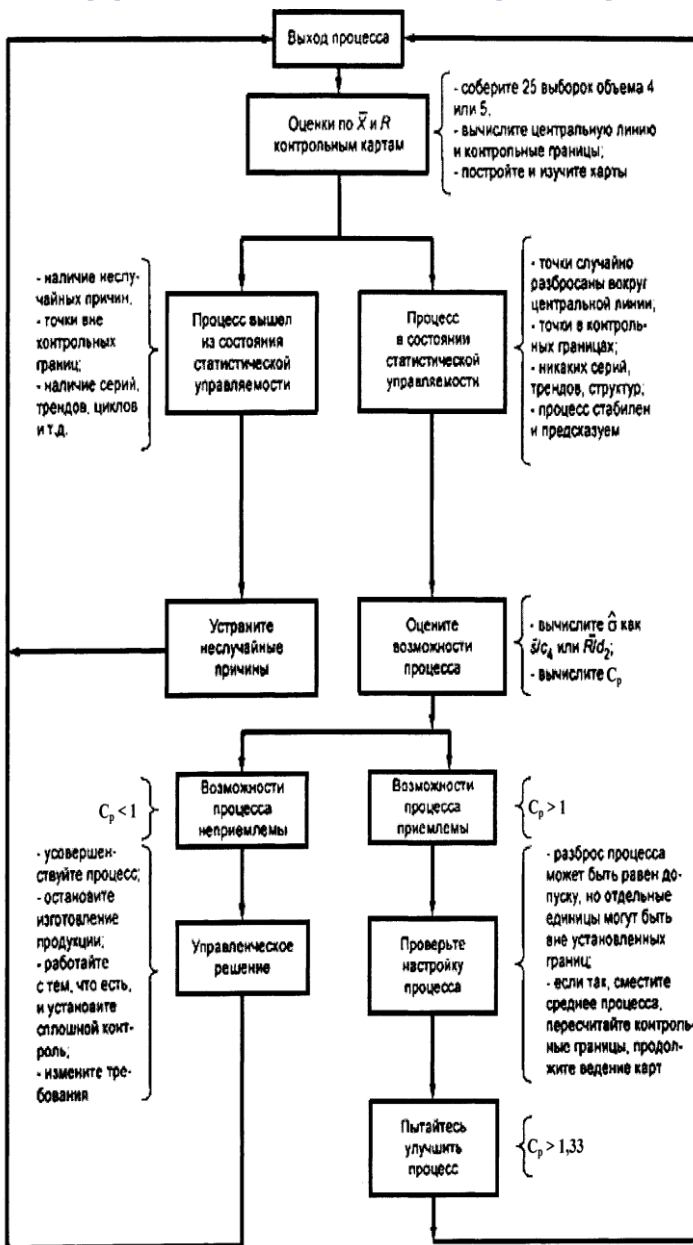 Выход процесса
Оценки по X̄ и R
контрольным картам
- соберите 25 выборок объема 4
или 5,
- вычислите центральную линию
и контрольные границы;
- постройте и изучите карты
- наличие неслу-
чайных причин,
- точки вне
контрольных
границ;
- наличие серий,
трендов, циклов
и т.д.
Процесс вышел
из состояния
статистической
управляемости
Процесс
в состоянии
статистической
управляемости
- точки случайно
разбросаны вокруг
центральной линии,
- точки в контроль-
ных границах;
- никаких серий,
трендов, структур;
- процесс стабилен
и предсказуем
Устраните
неслучайные
причины
Оцените
возможности
процесса
- вычислите σ̂ как
s̄/c₄ или R̄/d₂;
- вычислите Cₚ
Cₚ < 1
Возможности
процесса
неприемлемы
Возможности
процесса
приемлемы
Cₚ > 1
- усовершен-
ствуйте процесс;
- остановите
изготовление
продукции;
- работайте
с тем, что есть,
и установите
сплошной конт-
роль;
- измените тре-
бования
Управленческое
решение
Проверьте
настройку
процесса
- разброс процесса
может быть равен до-
пуску, но отдельные
единицы могут быть
вне установленных
границ;
- если так, сместите
среднее процесса,
пересчитайте контроль-
ные границы, продол-
жите ведение карт
Пытайтесь
улучшить
процесс
Cₚ > 1,33